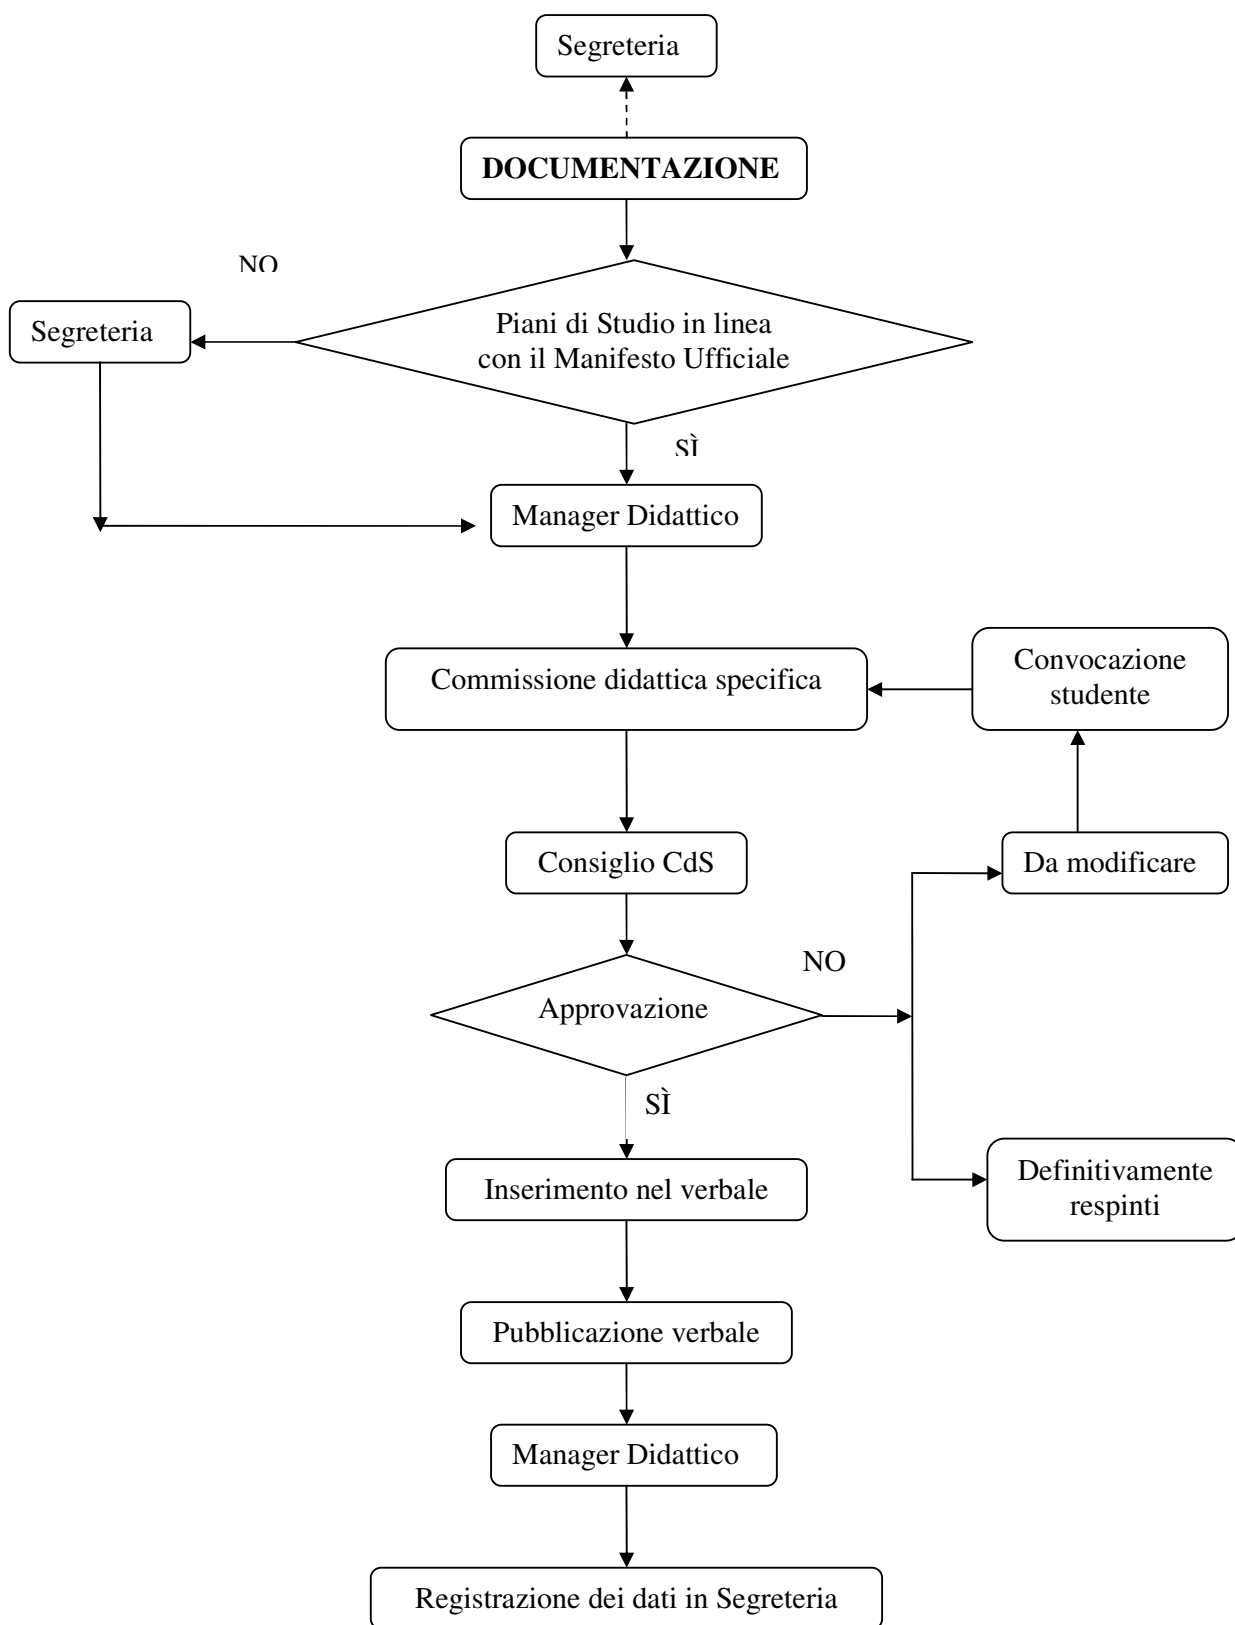 Segreteria
DOCUMENTAZIONE
NO
Segreteria
Piani di Studio in linea
con il Manifesto Ufficiale
SÌ
Manager Didattico
Commissione didattica specifica
Convocazione
studente
Consiglio CdS
Da modificare
NO
Approvazione
SÌ
Inserimento nel verbale
Definitivamente
respinti
Pubblicazione verbale
Manager Didattico
Registrazione dei dati in Segreteria